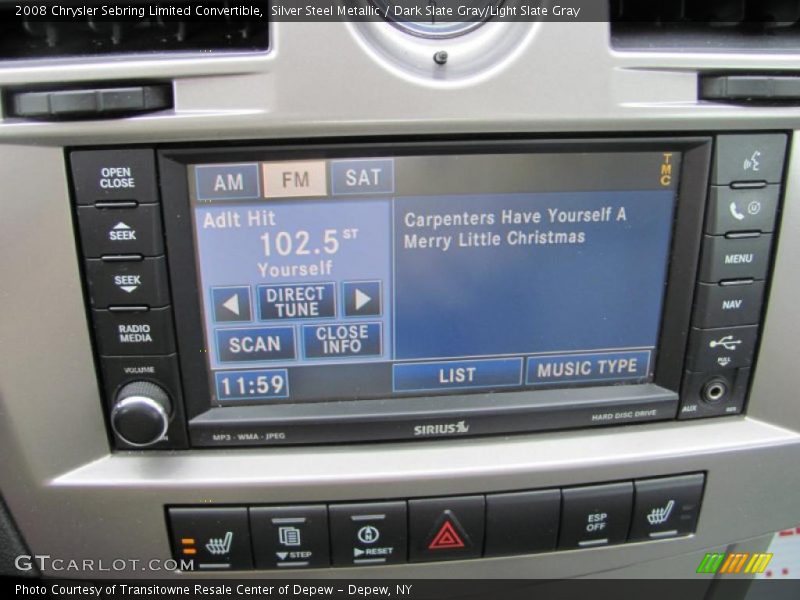 2008 Chrysler Sebring Limited Convertible, Silver Steel Metallic / Dark Slate Gray/Light Slate Gray
OPEN
CLOSE
SEEK
SEEK
RADIO
MEDIA
VOLUME
AM
FM
SAT
TMC
Adlt Hit
102.5 ST
Yourself
DIRECT
TUNE
SCAN
CLOSE
INFO
11:59
Carpenters Have Yourself A
Merry Little Christmas
LIST
MUSIC TYPE
MP3 - WMA - JPEG
SIRIUS
HARD DISC DRIVE
MENU
NAV
PULL
AUX
STEP
RESET
ESP
OFF
GTCARLOT.COM
Photo Courtesy of Transitowne Resale Center of Depew – Depew, NY